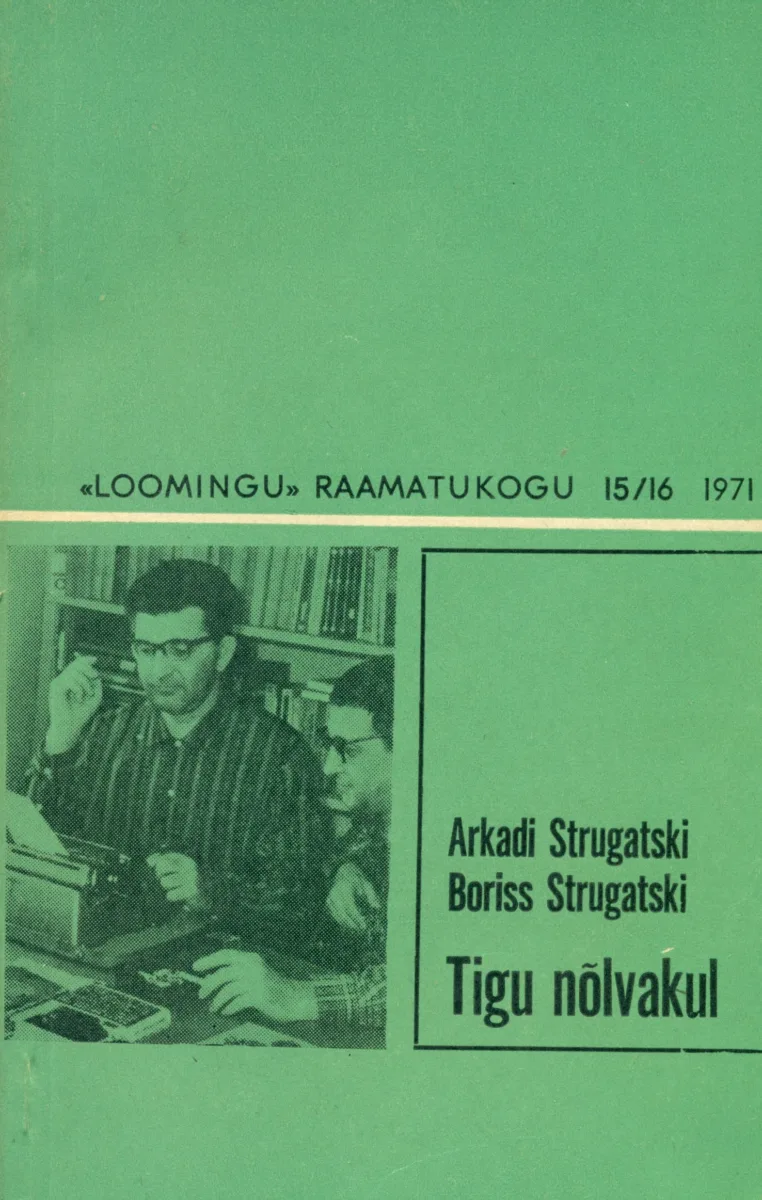 «LOOMINGU» RAAMATUKOGU 15/16 1971
Arkadi Strugatski
Boriss Strugatski
Tigu nõlvakul